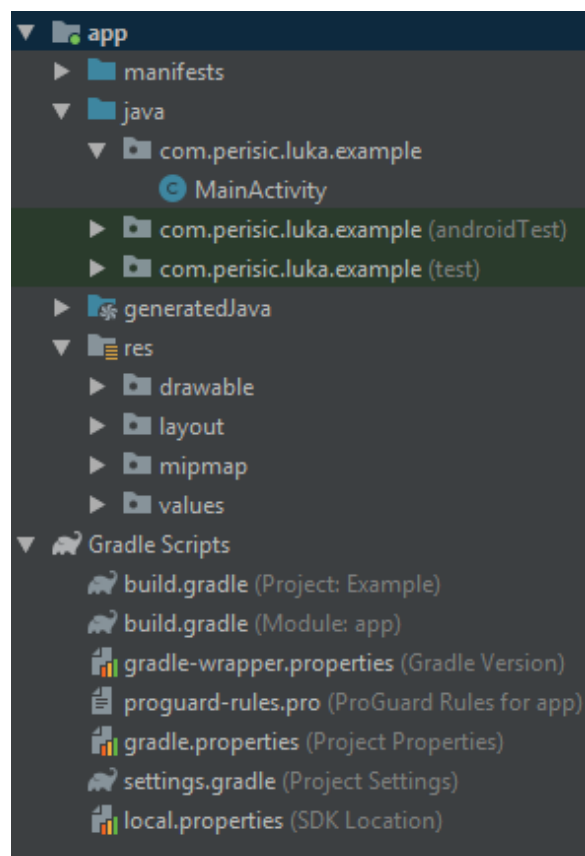 app
manifests
java
com.perisic.luka.example
MainActivity
com.perisic.luka.example (androidTest)
com.perisic.luka.example (test)
generatedJava
res
drawable
layout
mipmap
values
Gradle Scripts
build.gradle (Project: Example)
build.gradle (Module: app)
gradle-wrapper.properties (Gradle Version)
proguard-rules.pro (ProGuard Rules for app)
gradle.properties (Project Properties)
settings.gradle (Project Settings)
local.properties (SDK Location)